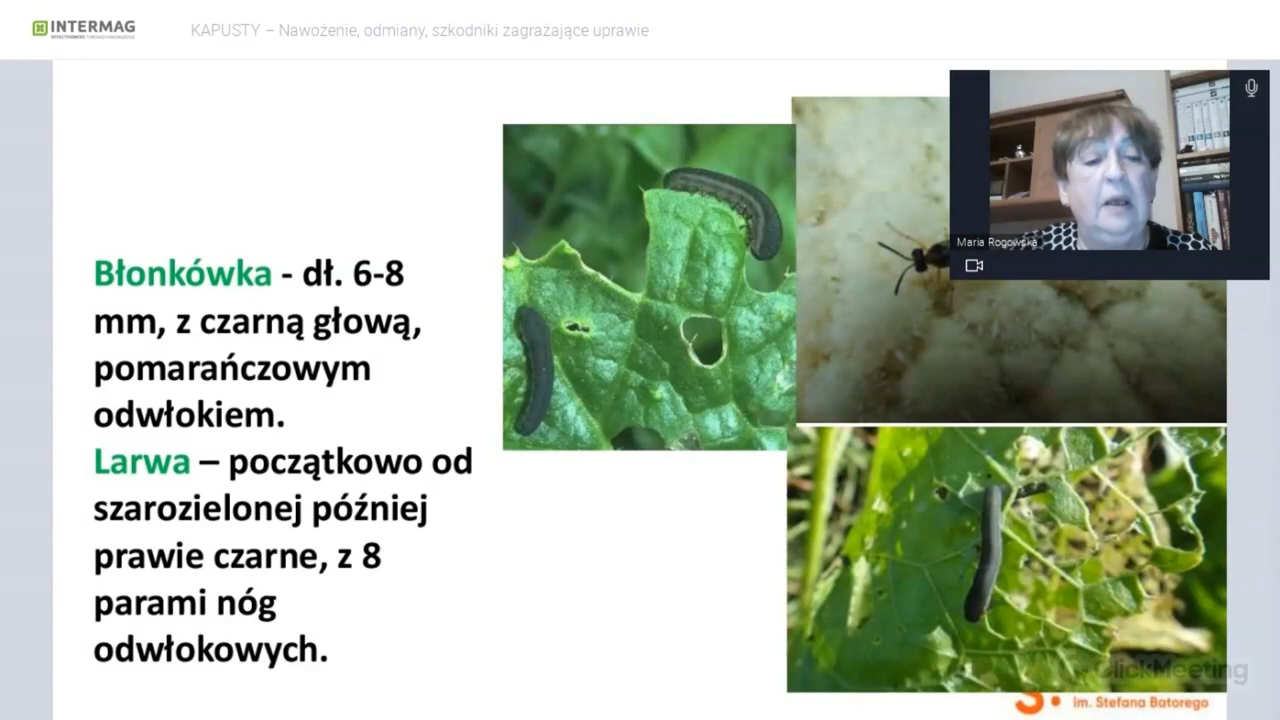 INTERMAG
KAPUSTY – Nawożenie, odmiany, szkodniki zagrażające uprawie
Maria Rogowska
Błonkówka - dł. 6-8
mm, z czarną głową,
pomarańczowym
odwłokiem.
Larwa – początkowo od
szarozielonej później
prawie czarne, z 8
parami nóg
odwłokowych.
ClickMeeting
im. Stefana Batorego